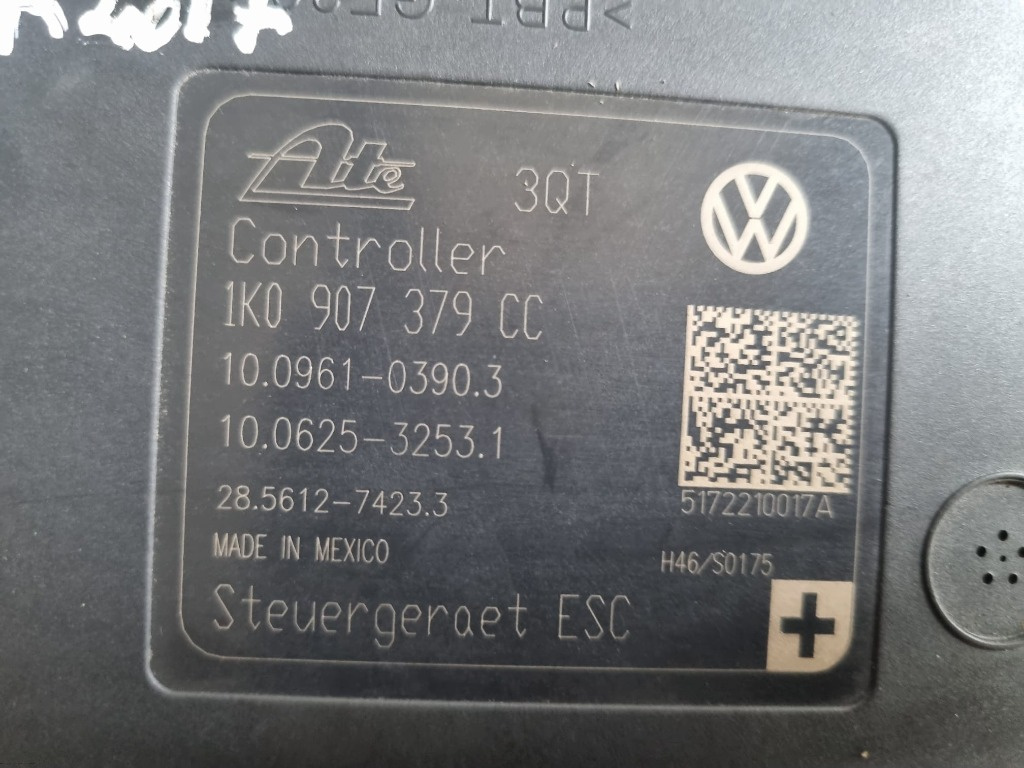 Ate
3QT
Controller
1K0 907 379 CC
10.0961-0390.3
10.0625-3253.1
28.5612-7423.3
5172210017A
MADE IN MEXICO
H46/S0175
Steuergeraet ESC